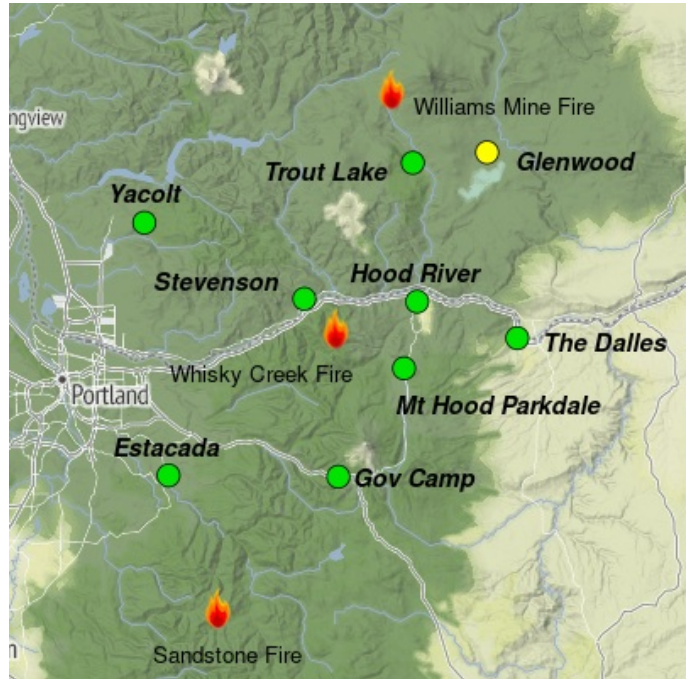 Williams Mine Fire
ngview
Trout Lake
Glenwood
Yacolt
Stevenson
Hood River
The Dalles
Whisky Creek Fire
Portland
Mt Hood Parkdale
Estacada
Gov Camp
Sandstone Fire
n